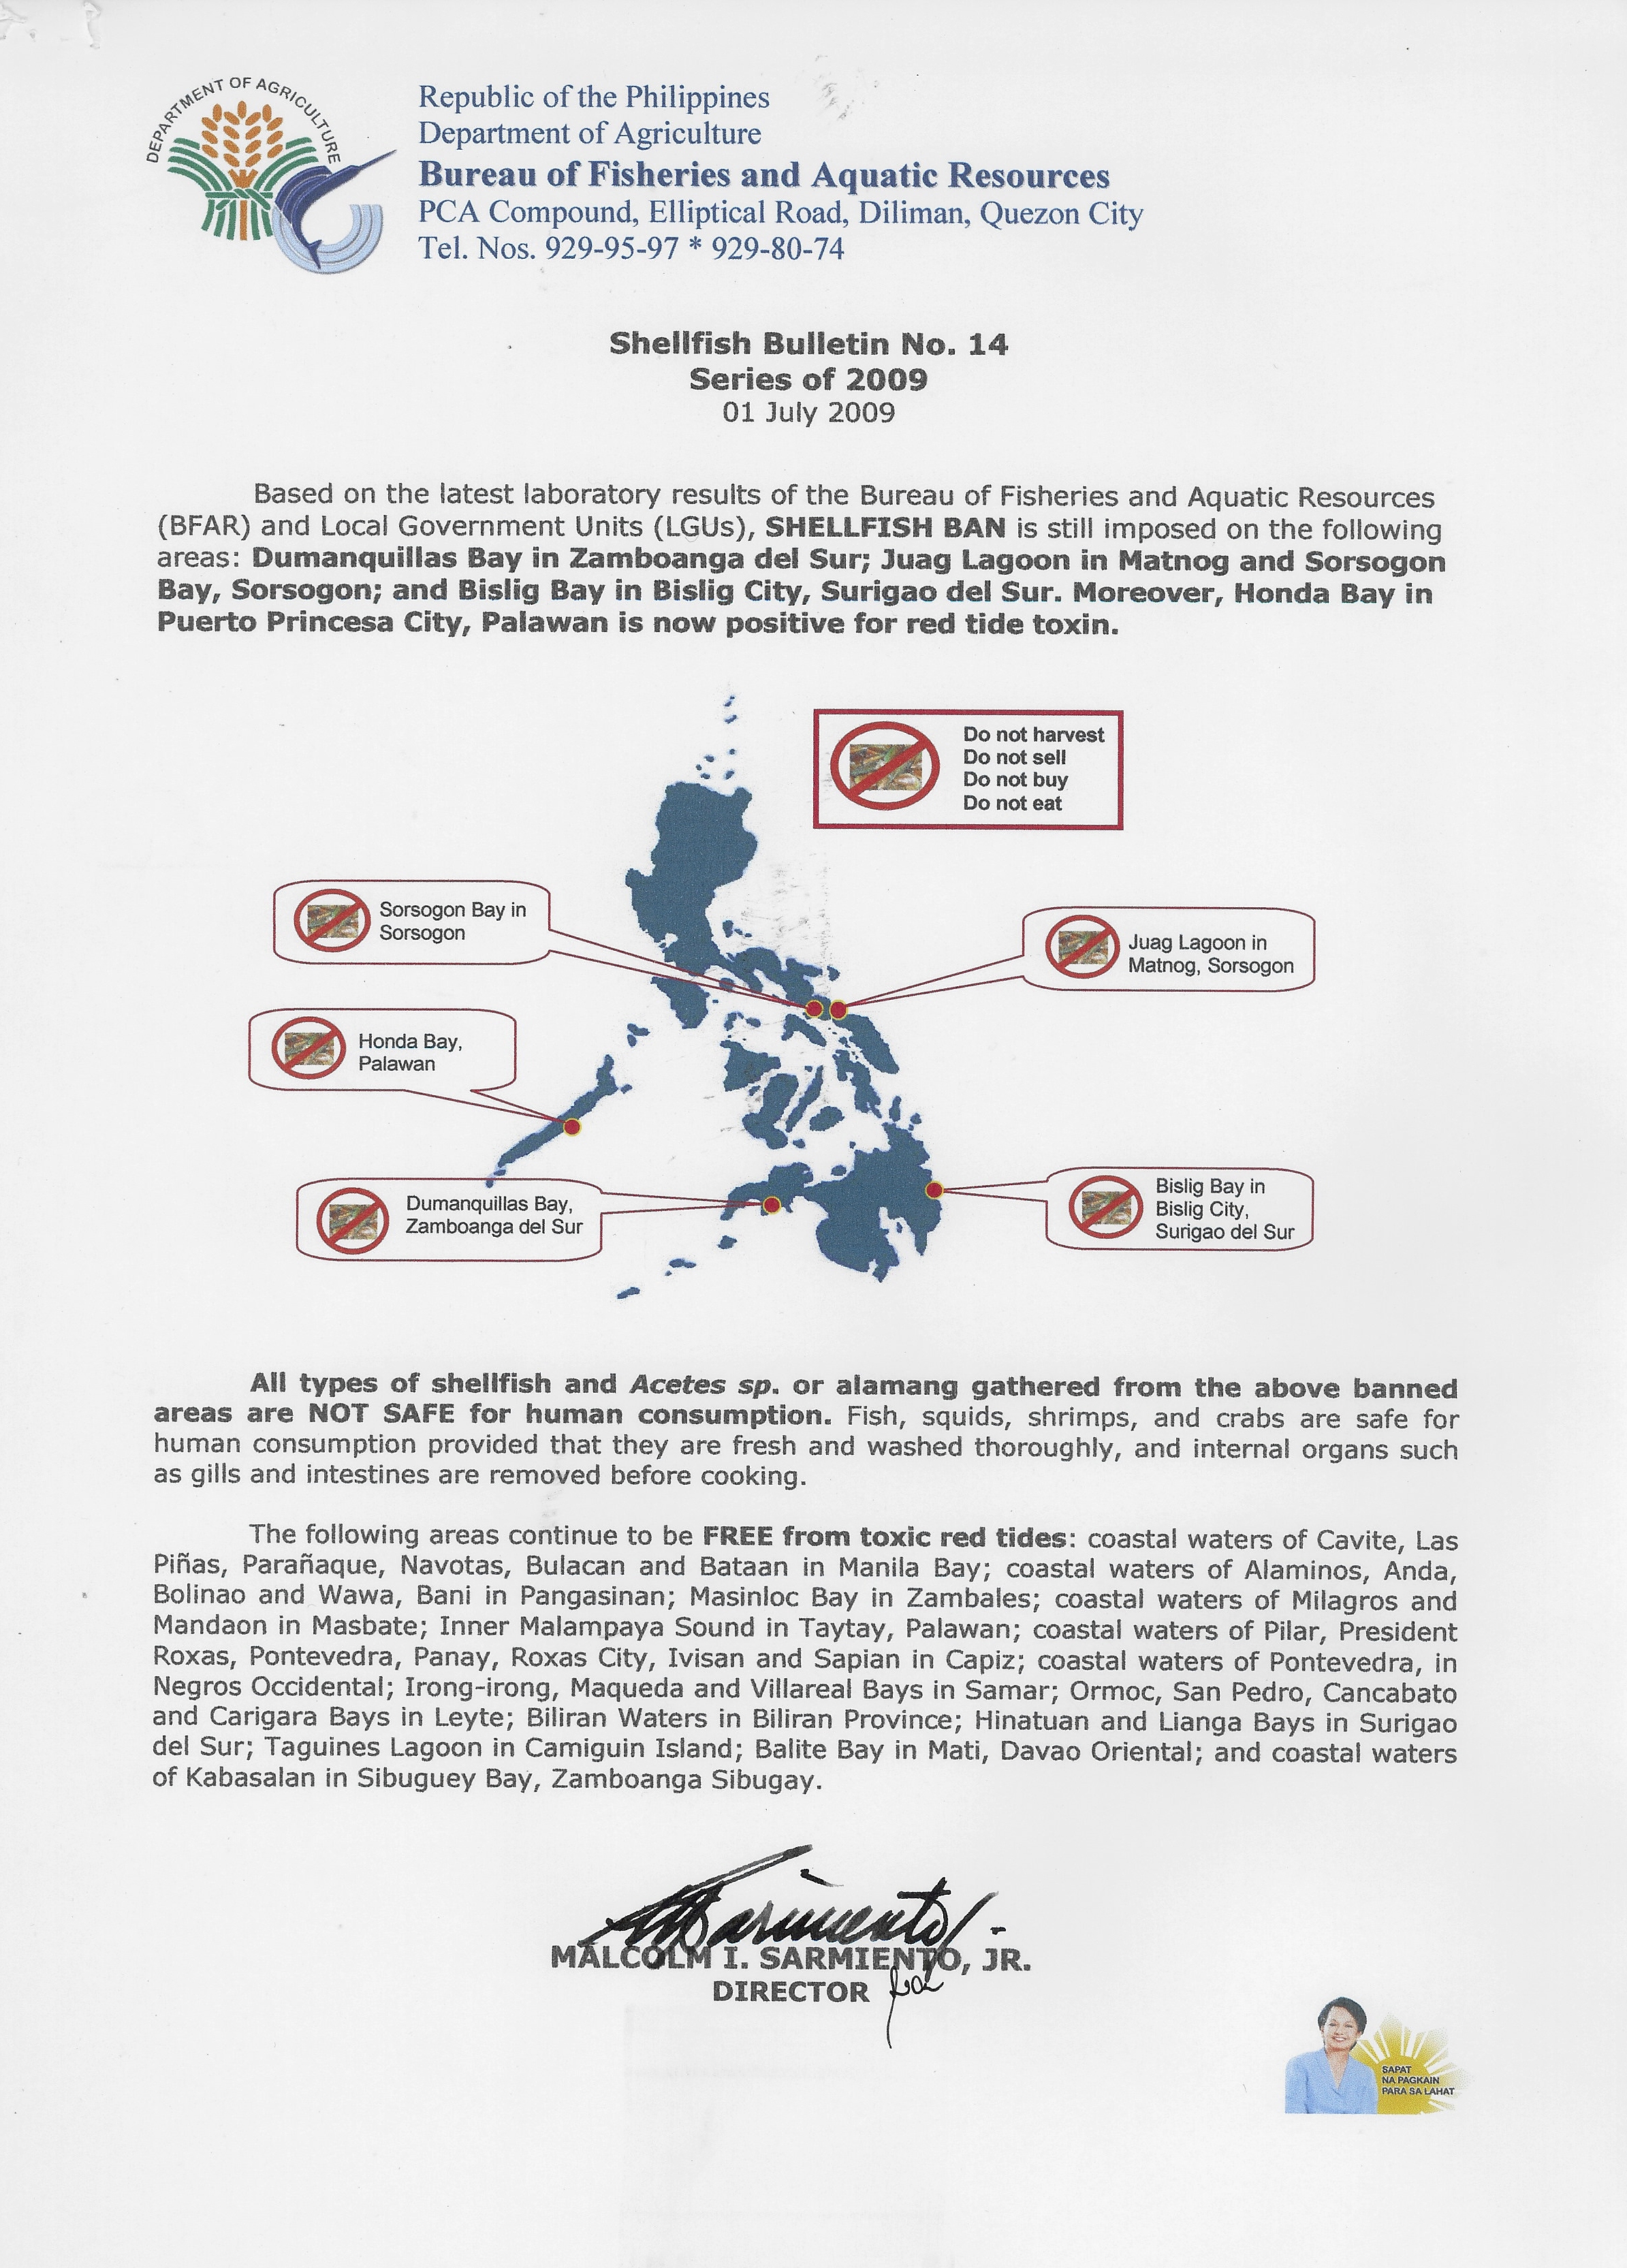 DEPARTMENT OF AGRICULTURE
Republic of the Philippines
Department of Agriculture
Bureau of Fisheries and Aquatic Resources
PCA Compound, Elliptical Road, Diliman, Quezon City
Tel. Nos. 929-95-97 * 929-80-74
Shellfish Bulletin No. 14
Series of 2009
01 July 2009
Based on the latest laboratory results of the Bureau of Fisheries and Aquatic Resources
(BFAR) and Local Government Units (LGUs), SHELLFISH BAN is still imposed on the following
areas: Dumanquillas Bay in Zamboanga del Sur; Juag Lagoon in Matnog and Sorsogon
Bay, Sorsogon; and Bislig Bay in Bislig City, Surigao del Sur. Moreover, Honda Bay in
Puerto Princesa City, Palawan is now positive for red tide toxin.
Do not harvest
Do not sell
Do not buy
Do not eat
Sorsogon Bay in
Sorsogon
Juag Lagoon in
Matnog, Sorsogon
Honda Bay,
Palawan
Dumanquillas Bay,
Zamboanga del Sur
Bislig Bay in
Bislig City,
Surigao del Sur
All types of shellfish and Acetes sp. or alamang gathered from the above banned
areas are NOT SAFE for human consumption. Fish, squids, shrimps, and crabs are safe for
human consumption provided that they are fresh and washed thoroughly, and internal organs such
as gills and intestines are removed before cooking.
The following areas continue to be FREE from toxic red tides: coastal waters of Cavite, Las
Piñas, Parañaque, Navotas, Bulacan and Bataan in Manila Bay; coastal waters of Alaminos, Anda,
Bolinao and Wawa, Bani in Pangasinan; Masinloc Bay in Zambales; coastal waters of Milagros and
Mandaon in Masbate; Inner Malampaya Sound in Taytay, Palawan; coastal waters of Pilar, President
Roxas, Pontevedra, Panay, Roxas City, Ivisan and Sapian in Capiz; coastal waters of Pontevedra, in
Negros Occidental; Irong-irong, Maqueda and Villareal Bays in Samar; Ormoc, San Pedro, Cancabato
and Carigara Bays in Leyte; Biliran Waters in Biliran Province; Hinatuan and Lianga Bays in Surigao
del Sur; Taguines Lagoon in Camiguin Island; Balite Bay in Mati, Davao Oriental; and coastal waters
of Kabasalan in Sibuguey Bay, Zamboanga Sibugay.
MALCOLM I. SARMIENTO, JR.
DIRECTOR
SAPAT
NA PAGKAIN
PARA SA LAHAT